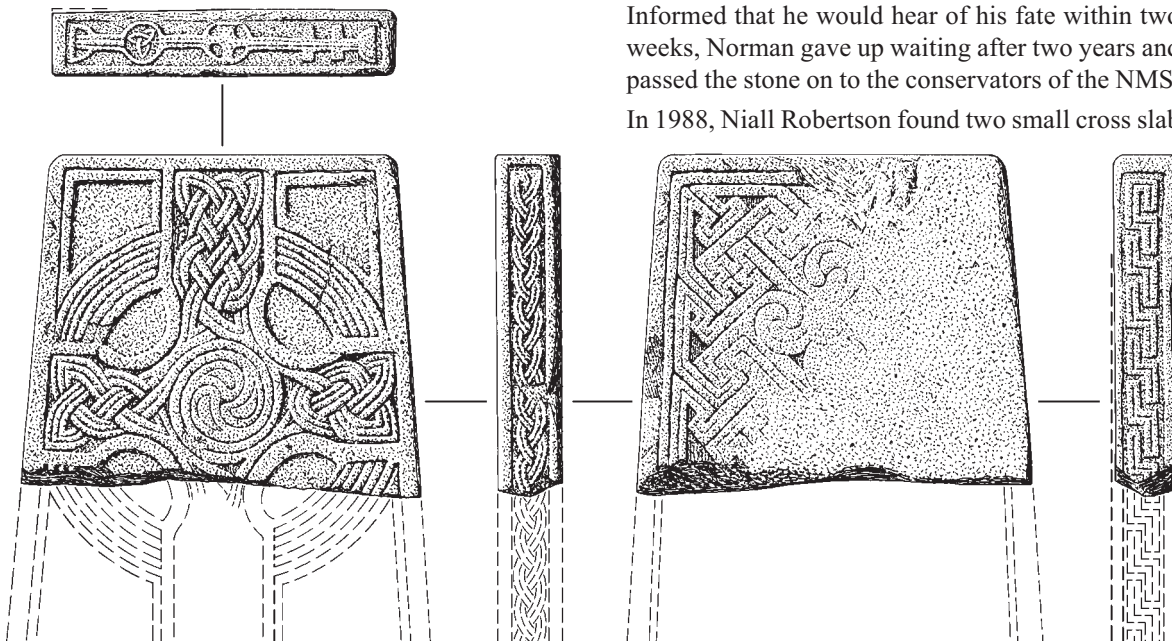 Informed that he would hear of his fate within two
weeks, Norman gave up waiting after two years and
passed the stone on to the conservators of the NMS
In 1988, Niall Robertson found two small cross slab